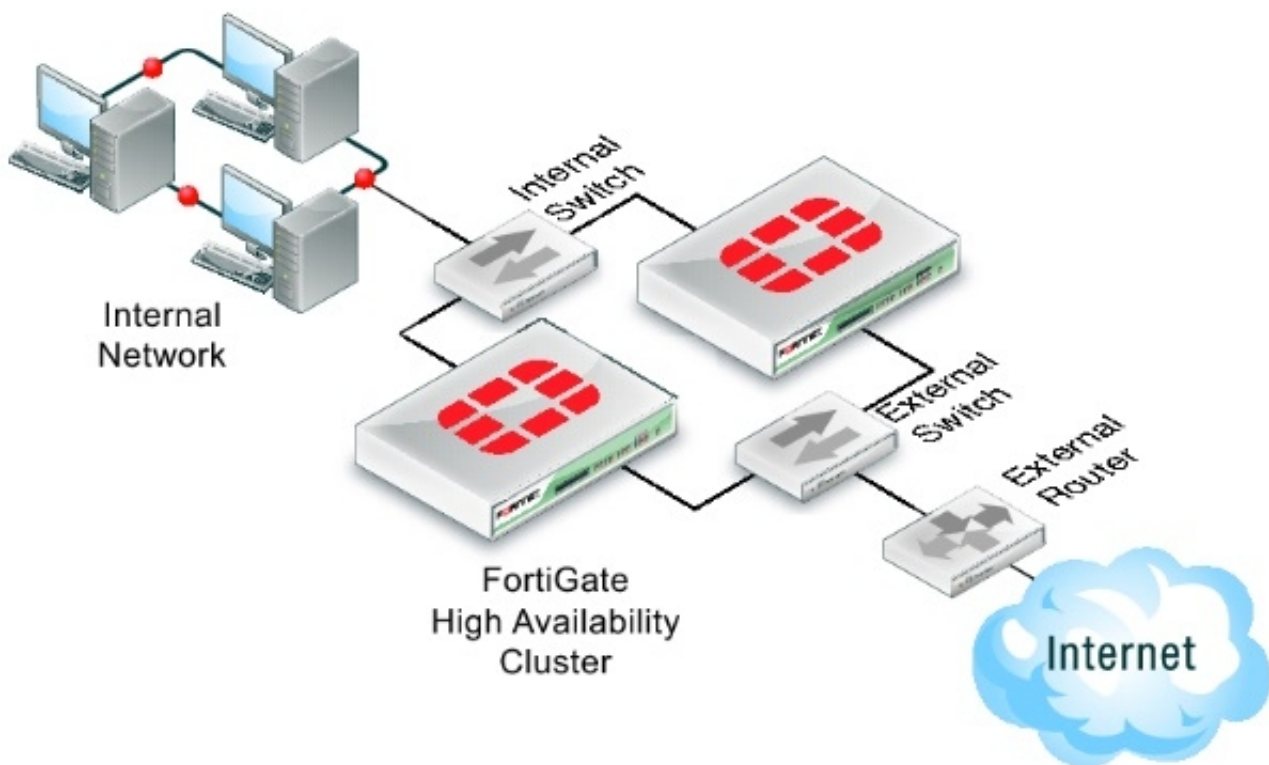 Internal
Switch
Internal
Network
External
Switch
External
Router
FortiGate
High Availability
Cluster
Internet